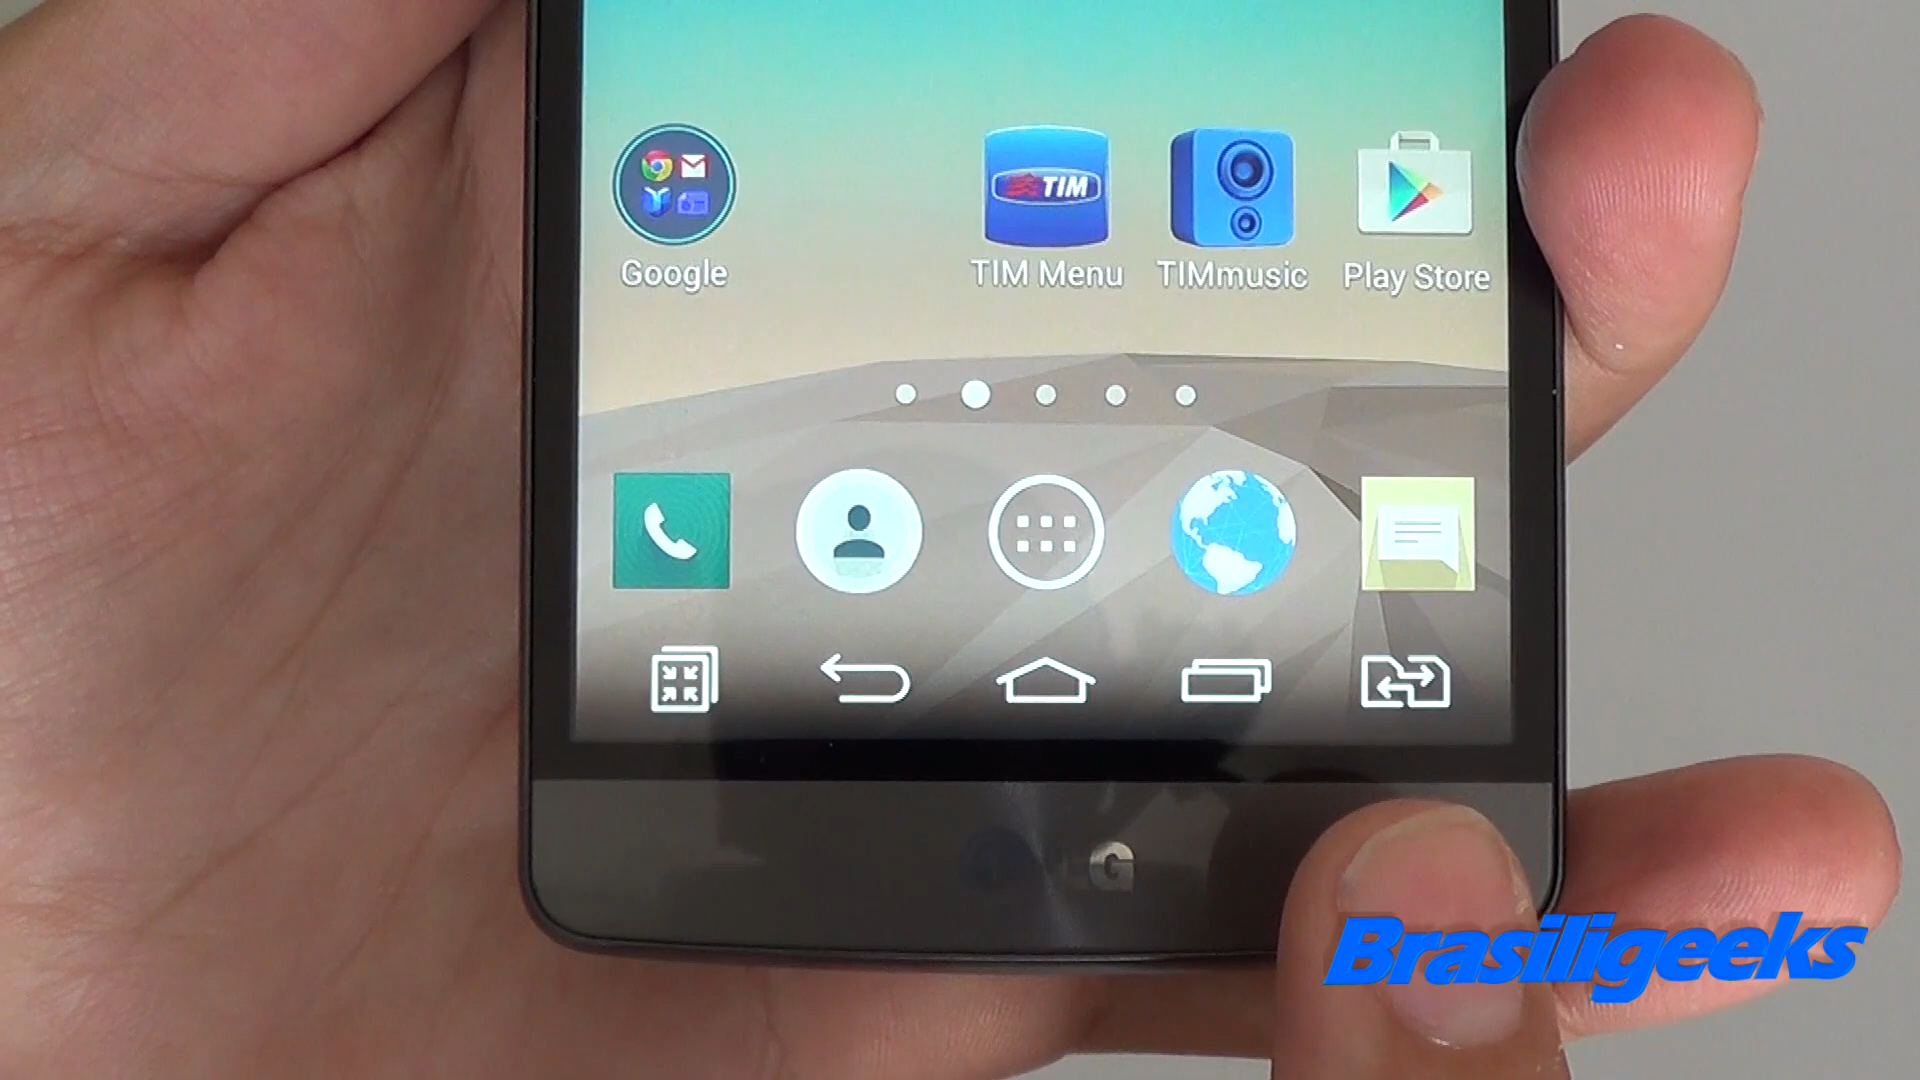 TIM
Google
TIM Menu
TIMmusic
Play Store
G
Brasiligeeks